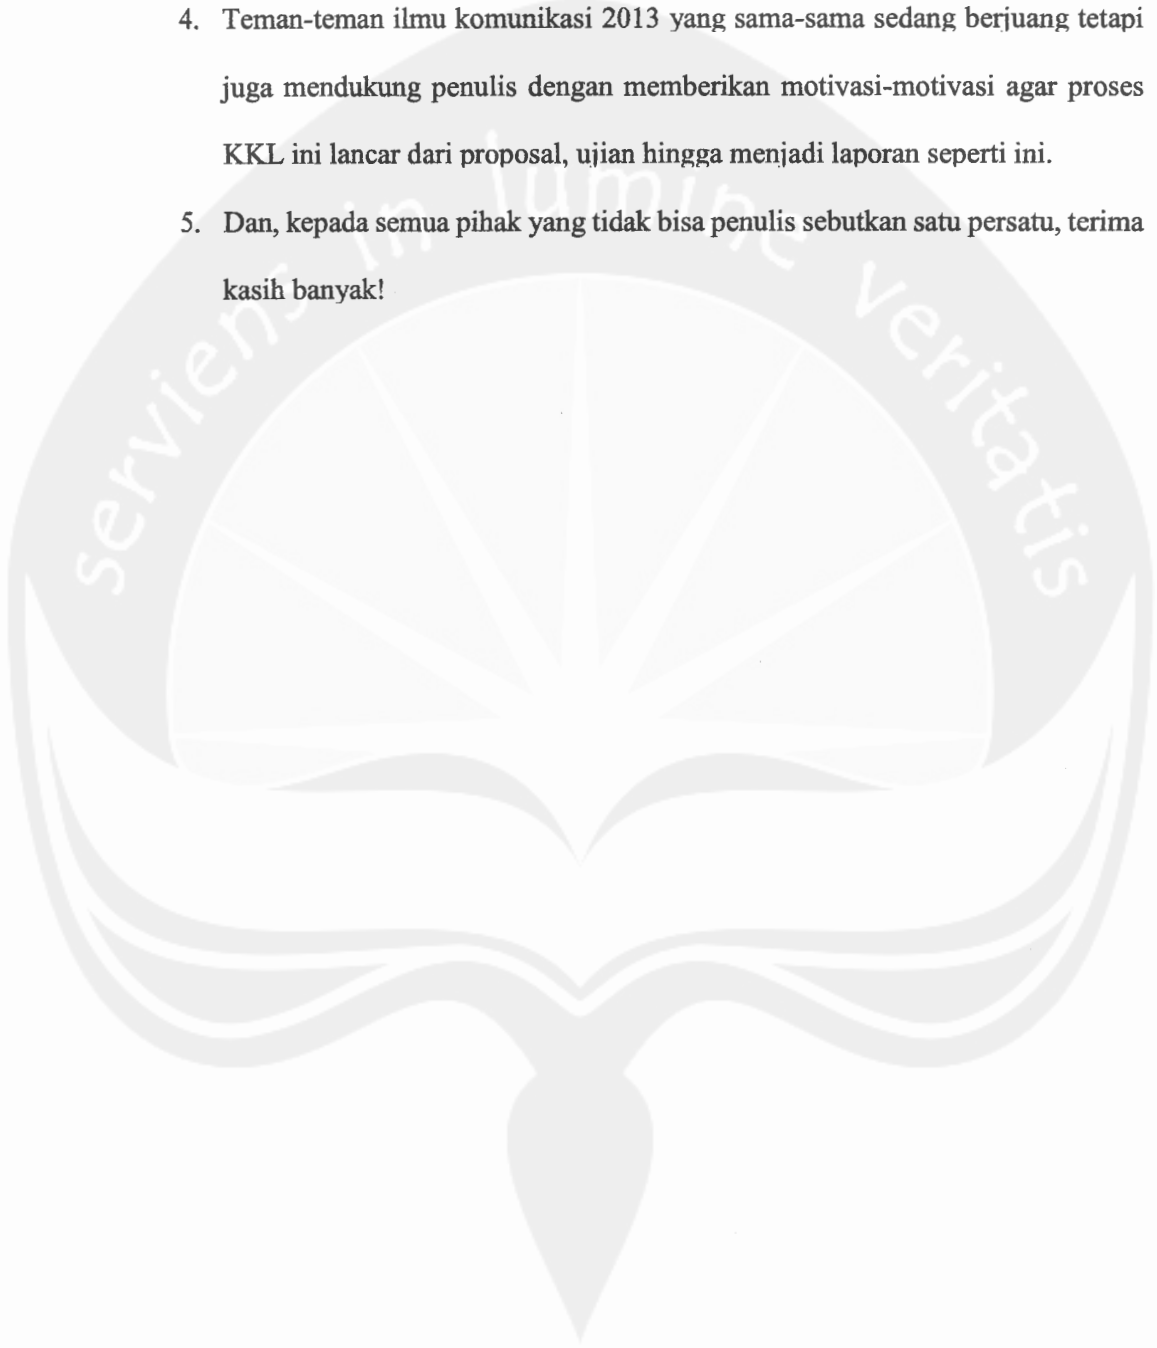 4. Teman-teman ilmu komunikasi 2013 yang sama-sama sedang berjuang tetapi
juga mendukung penulis dengan memberikan motivasi-motivasi agar proses
KKL ini lancar dari proposal, ujian hingga menjadi laporan seperti ini.
5. Dan, kepada semua pihak yang tidak bisa penulis sebutkan satu persatu, terima
kasih banyak!
serviens in lumine veritatis